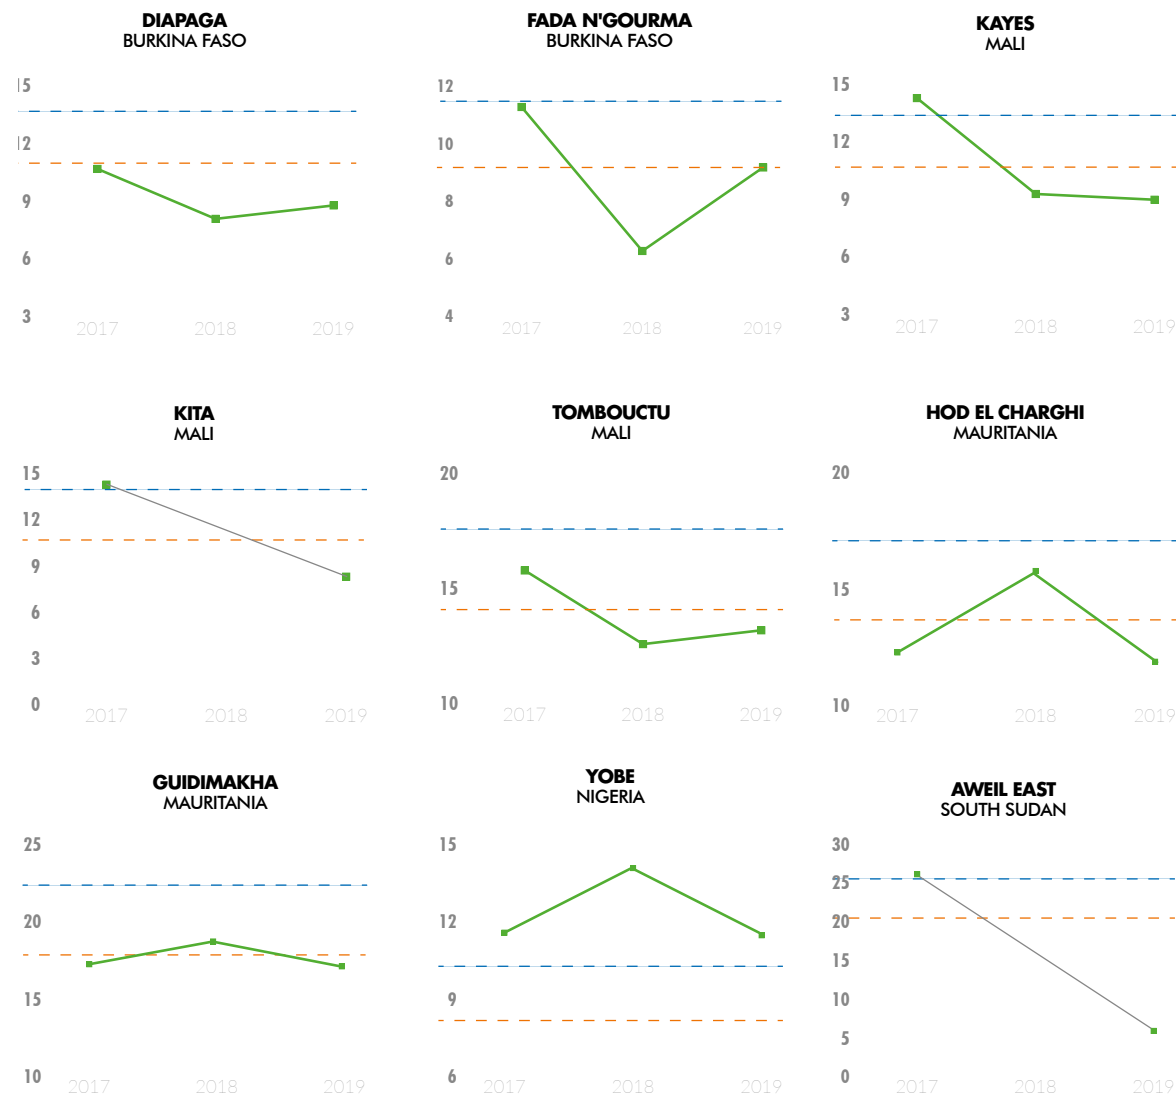 DIAPAGA
BURKINA FASO
15
12
9
6
3
2017 2018 2019
FADA N'GOURMA
BURKINA FASO
12
10
8
6
4
2017 2018 2019
KAYES
MALI
15
12
9
6
3
2017 2018 2019
KITA
MALI
15
12
9
6
3
0
2017 2018 2019
TOMBOUCTU
MALI
20
15
10
2017 2018 2019
HOD EL CHARGHI
MAURITANIA
20
15
10
2017 2018 2019
GUIDIMAKHA
MAURITANIA
25
20
15
10
2017 2018 2019
YOBE
NIGERIA
15
12
9
6
2017 2018 2019
AWEIL EAST
SOUTH SUDAN
30
25
20
15
10
5
0
2017 2018 2019